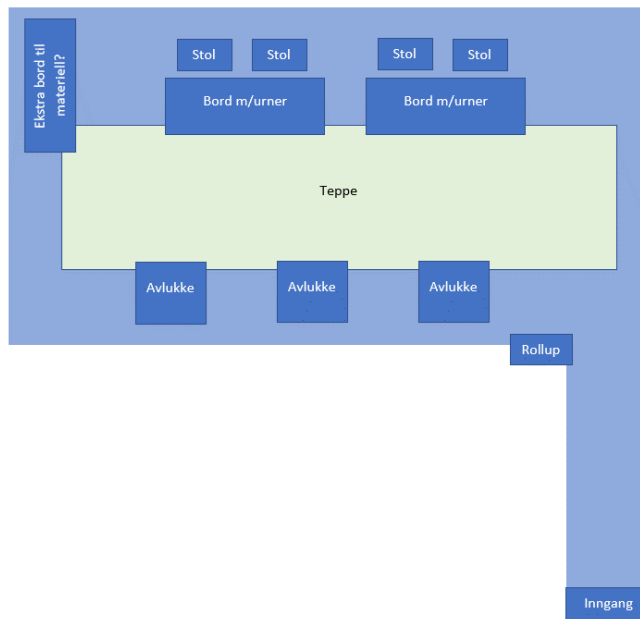 Ekstra bord til
materiell?
Stol
Stol
Stol
Stol
Bord m/urner
Bord m/urner
Teppe
Avlukke
Avlukke
Avlukke
Rollup
Inngang